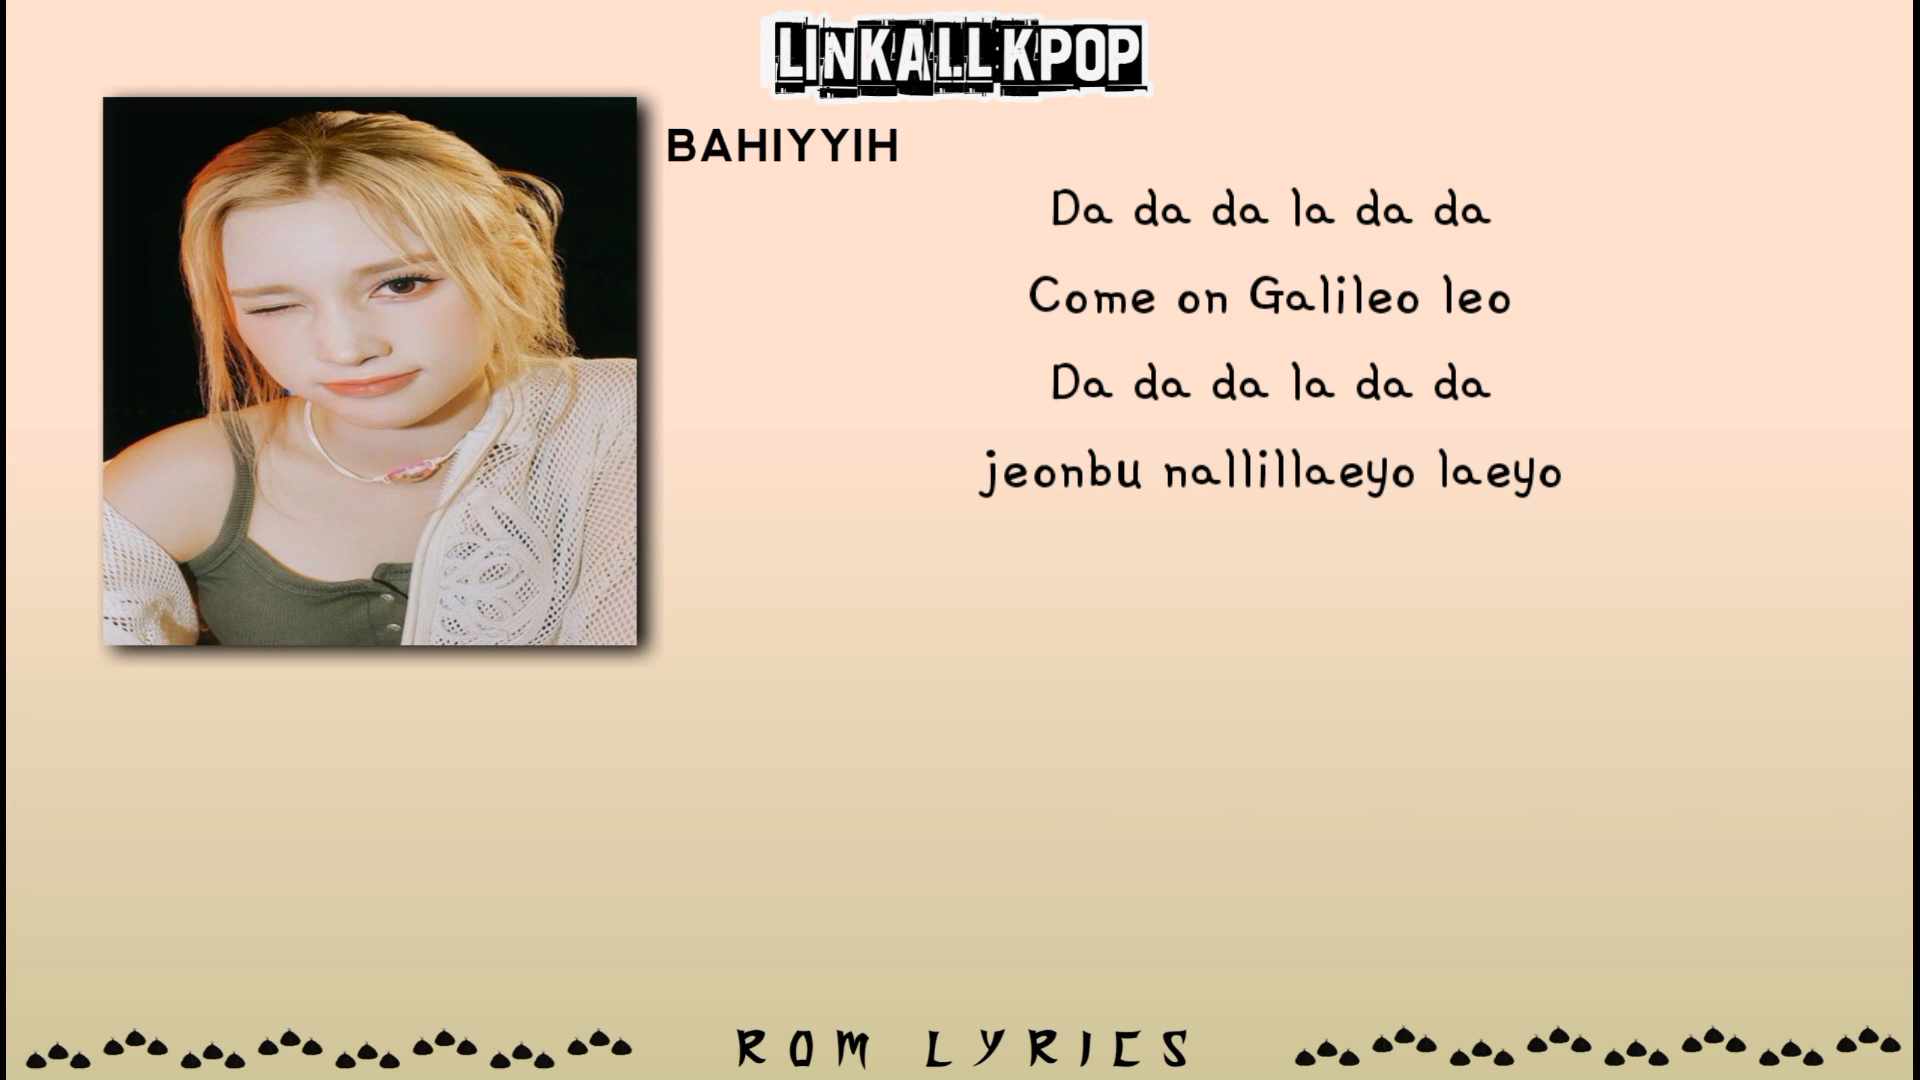 LINKALLKPOP
BAHIYYIH
Da da da la da da
Come on Galileo leo
Da da da la da da
jeonbu nallillaeyo laeyo
ROM LYRICS